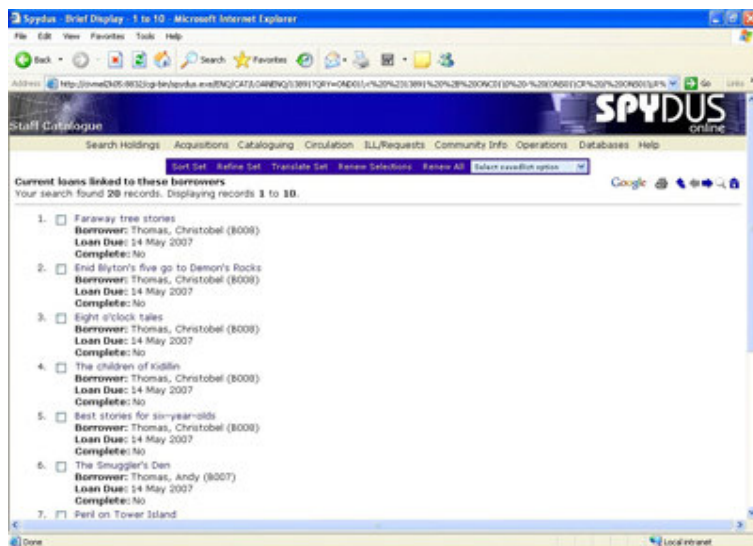 Spydus - Brief Display - 1 to 10 - Microsoft Internet Explorer
File Edit View Favorites Tools Help
Back Search Favorites
Address Go Links
SPYDUS
online
Staff Catalogue
Search Holdings Acquisitions Cataloguing Circulation ILL/Requests Community Info Operations Databases Help
Sort Set Refine Set Translate Set Renew Selections Renew All Select savedlist option
Current loans linked to these borrowers
Google
Your search found 20 records. Displaying records 1 to 10.
1. Faraway tree stories
Borrower: Thomas, Christobel (B008)
Loan Due: 14 May 2007
Complete: No
2. Enid Blyton's five go to Demon's Rocks
Borrower: Thomas, Christobel (B008)
Loan Due: 14 May 2007
Complete: No
3. Eight o'clock tales
Borrower: Thomas, Christobel (B008)
Loan Due: 14 May 2007
Complete: No
4. The children of Kidillin
Borrower: Thomas, Christobel (B008)
Loan Due: 14 May 2007
Complete: No
5. Best stories for six-year-olds
Borrower: Thomas, Christobel (B008)
Loan Due: 14 May 2007
Complete: No
6. The Smuggler's Den
Borrower: Thomas, Andy (B007)
Loan Due: 14 May 2007
Complete: No
7. Peril on Tower Island
Done Local intranet